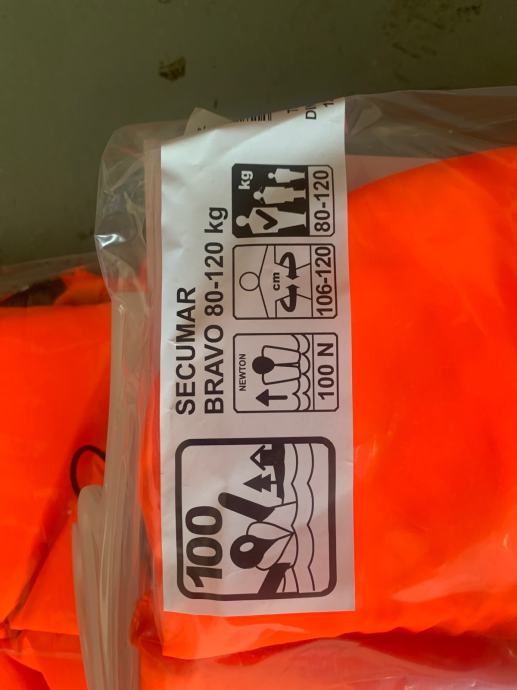 SECUMAR
BRAVO 80-120 kg
kg
80-120
cm
106-120
NEWTON
100 N
100